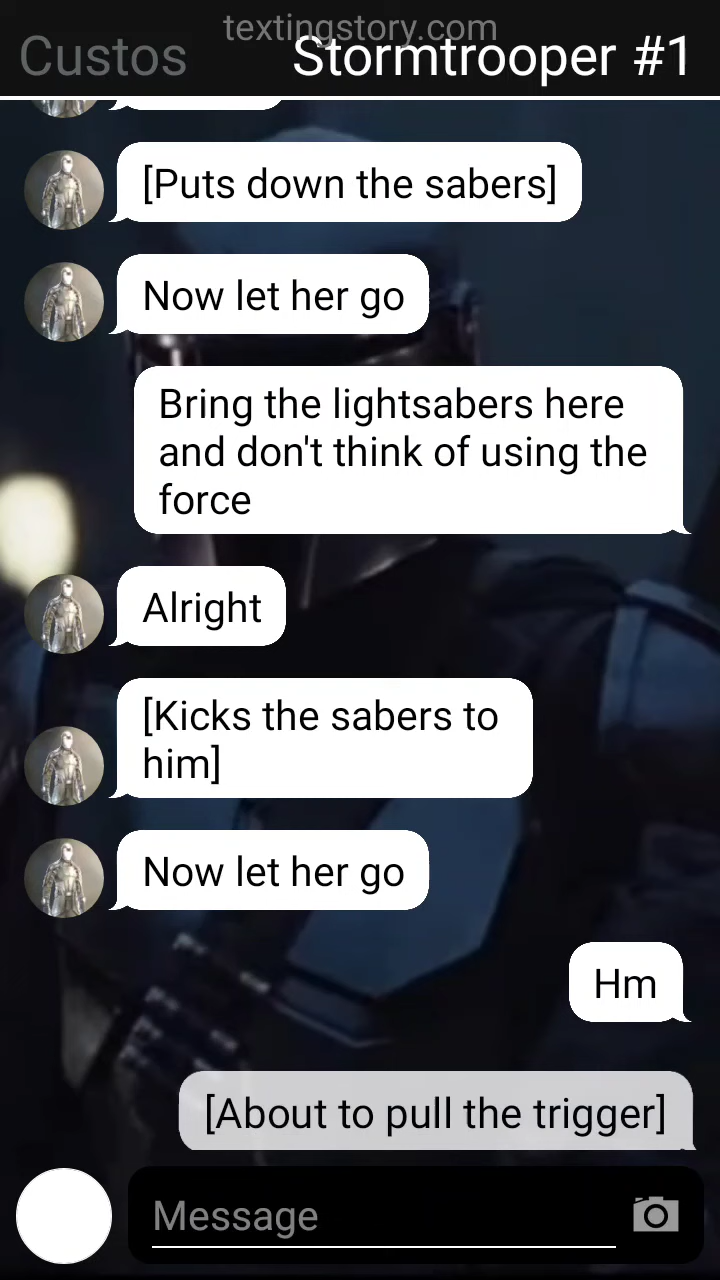 textingstory.com
Custos
Stormtrooper #1
[Puts down the sabers]
Now let her go
Bring the lightsabers here
and don't think of using the
force
Alright
[Kicks the sabers to
him]
Now let her go
Hm
[About to pull the trigger]
Message